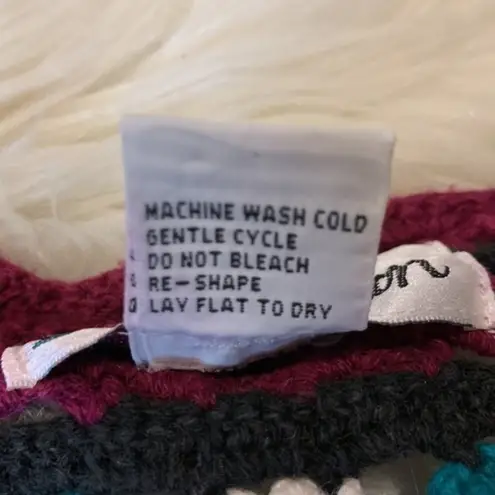 MACHINE WASH COLD
GENTLE CYCLE
DO NOT BLEACH
RE-SHAPE
LAY FLAT TO DRY